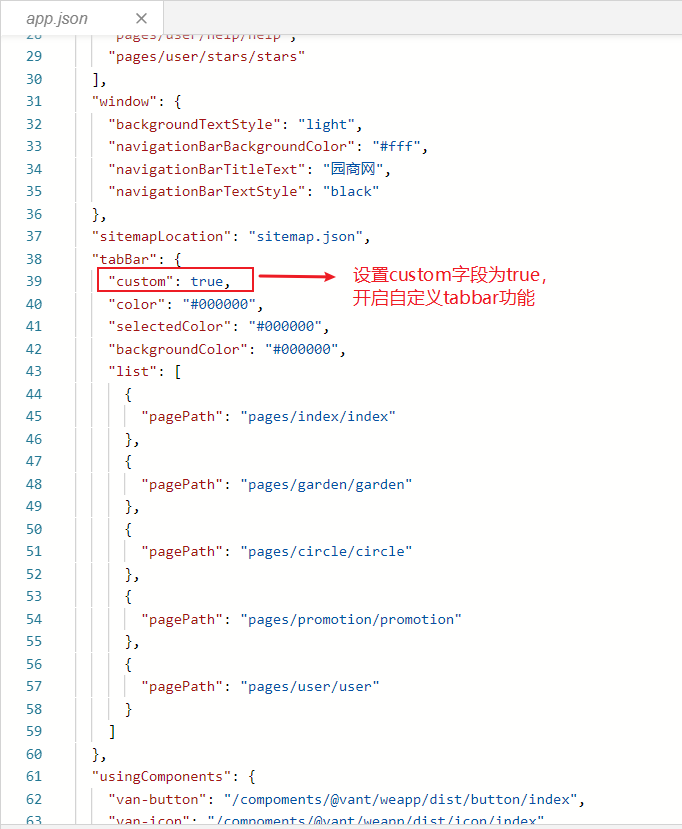 app.json
28 "pages/user/help/help",
29 "pages/user/stars/stars"
30 ],
31 "window": {
32 "backgroundTextStyle": "light",
33 "navigationBarBackgroundColor": "#fff",
34 "navigationBarTitleText": "园商网",
35 "navigationBarTextStyle": "black"
36 },
37 "sitemapLocation": "sitemap.json",
38 "tabBar": {
39 "custom": true,
设置custom字段为true，
开启自定义tabbar功能
40 "color": "#000000",
41 "selectedColor": "#000000",
42 "backgroundColor": "#000000",
43 "list": [
44 {
45 "pagePath": "pages/index/index"
46 },
47 {
48 "pagePath": "pages/garden/garden"
49 },
50 {
51 "pagePath": "pages/circle/circle"
52 },
53 {
54 "pagePath": "pages/promotion/promotion"
55 },
56 {
57 "pagePath": "pages/user/user"
58 }
59 ]
60 },
61 "usingComponents": {
62 "van-button": "/compoments/@vant/weapp/dist/button/index",
63 "van-icon": "/compoments/@vant/weapp/dist/icon/index"